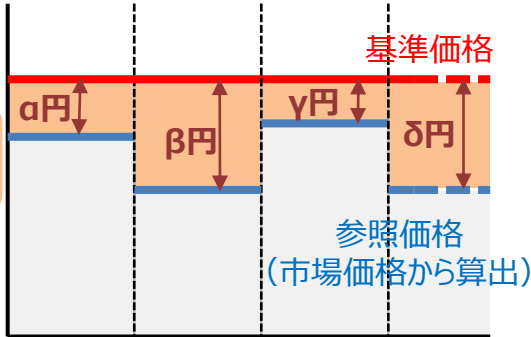 基準価格
α円
β円
γ円
δ円
参照価格
（市場価格から算出）